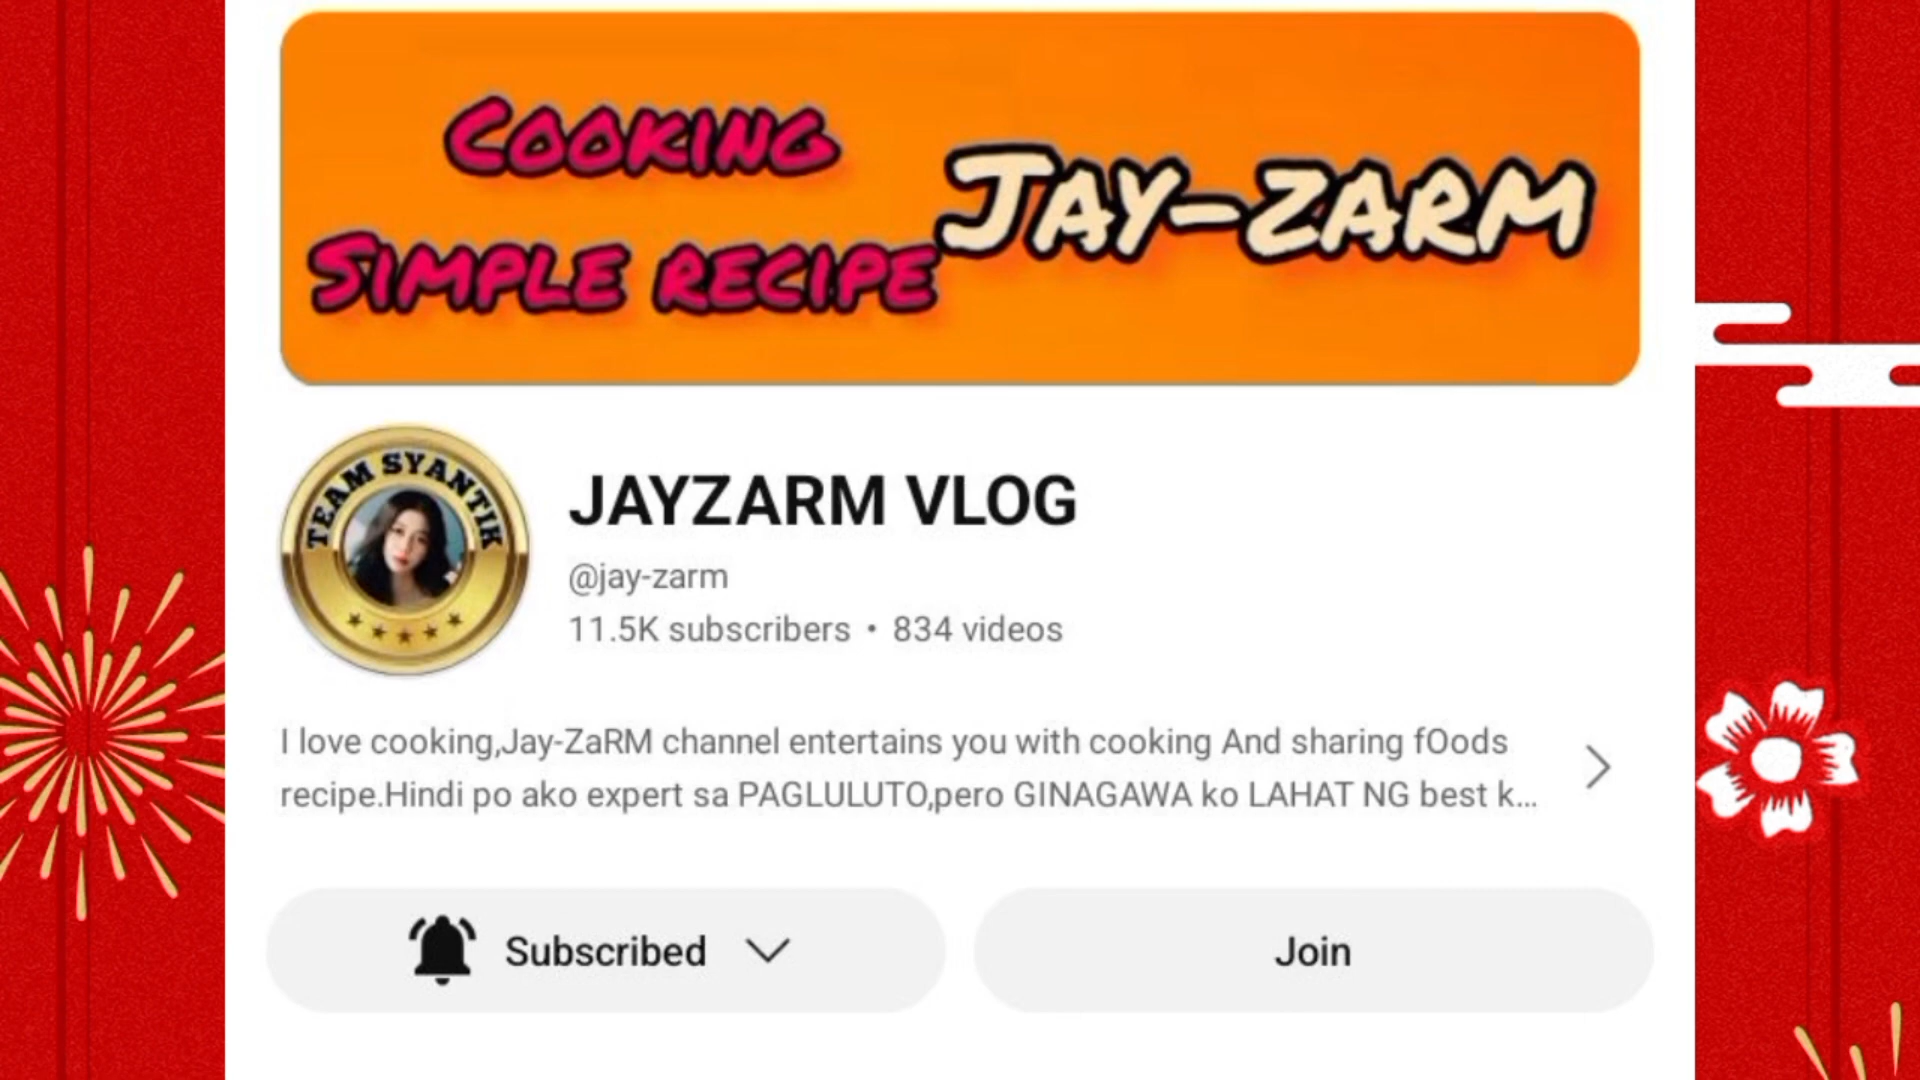 COOKING
SIMPLE RECIPE
JAY-ZARM
TEAM SYANTIK
JAYZARM VLOG
@jay-zarm
11.5K subscribers • 834 videos
I love cooking,Jay-ZaRM channel entertains you with cooking And sharing fOods
recipe.Hindi po ako expert sa PAGLULUTO,pero GINAGAWA ko LAHAT NG best k...
Subscribed
Join